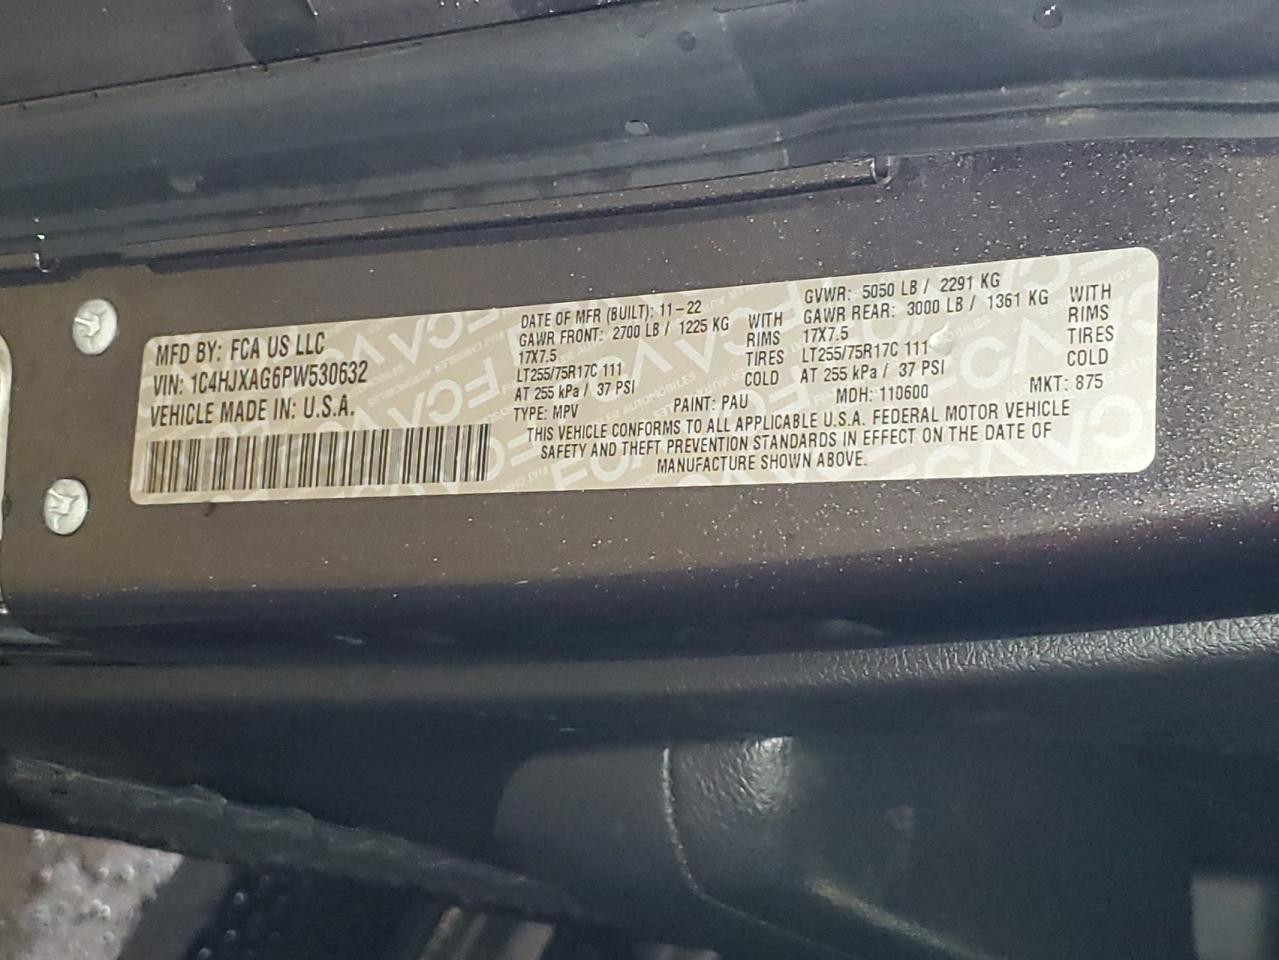 MFD BY: FCA US LLC
VIN: 1C4HJXAG6PW530632
VEHICLE MADE IN: U.S.A.
DATE OF MFR (BUILT): 11-22
GAWR FRONT: 2700 LB / 1225 KG WITH
17X7.5 RIMS
LT255/75R17C 111 TIRES
AT 255 kPa / 37 PSI COLD
GVWR: 5050 LB / 2291 KG
GAWR REAR: 3000 LB / 1361 KG WITH
17X7.5 RIMS
LT255/75R17C 111 TIRES
AT 255 kPa / 37 PSI COLD
TYPE: MPV PAINT: PAU MDH: 110600 MKT: 875
THIS VEHICLE CONFORMS TO ALL APPLICABLE U.S.A. FEDERAL MOTOR VEHICLE
SAFETY AND THEFT PREVENTION STANDARDS IN EFFECT ON THE DATE OF
MANUFACTURE SHOWN ABOVE.